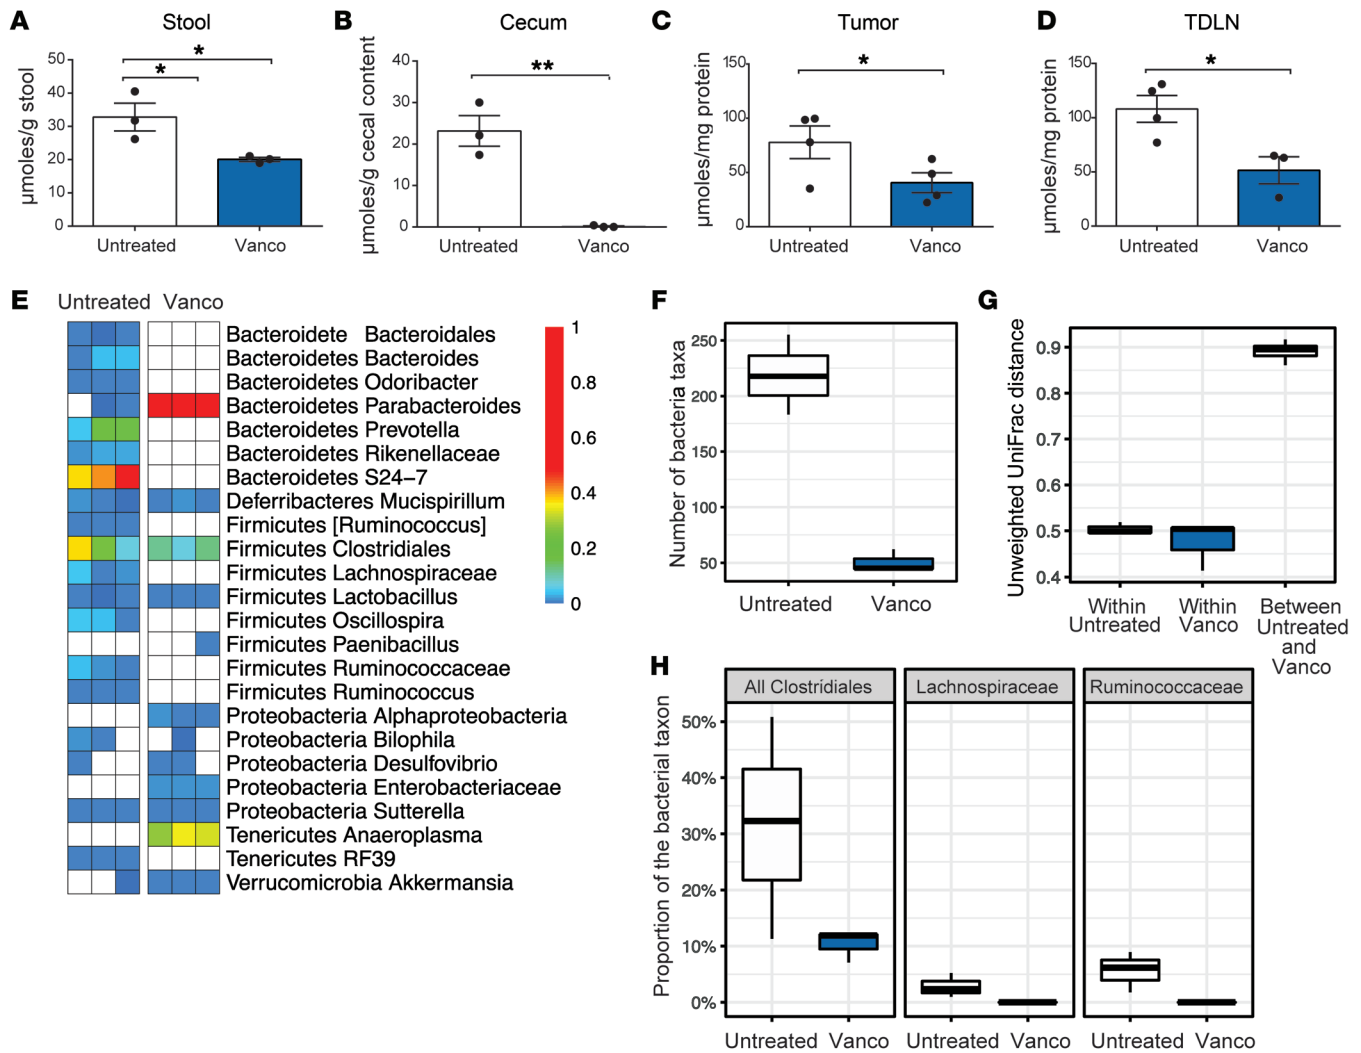 A
Stool
μmoles/g stool
50
40
30
20
10
0
*
*
Untreated
Vanco
B
Cecum
μmoles/g cecal content
40
30
20
10
0
**
Untreated
Vanco
C
Tumor
μmoles/mg protein
150
100
50
0
*
Untreated
Vanco
D
TDLN
μmoles/mg protein
150
100
50
0
*
Untreated
Vanco
E
Untreated Vanco
Bacteroidete Bacteroidales
Bacteroidetes Bacteroides
Bacteroidetes Odoribacter
Bacteroidetes Parabacteroides
Bacteroidetes Prevotella
Bacteroidetes Rikenellaceae
Bacteroidetes S24-7
Deferribacteres Mucispirillum
Firmicutes [Ruminococcus]
Firmicutes Clostridiales
Firmicutes Lachnospiraceae
Firmicutes Lactobacillus
Firmicutes Oscillospira
Firmicutes Paenibacillus
Firmicutes Ruminococcaceae
Firmicutes Ruminococcus
Proteobacteria Alphaproteobacteria
Proteobacteria Bilophila
Proteobacteria Desulfovibrio
Proteobacteria Enterobacteriaceae
Proteobacteria Sutterella
Tenericutes Anaeroplasma
Tenericutes RF39
Verrucomicrobia Akkermansia
1
0.8
0.6
0.4
0.2
0
F
Number of bacteria taxa
250
200
150
100
50
Untreated
Vanco
G
Unweighted UniFrac distance
0.9
0.8
0.7
0.6
0.5
0.4
Within
Untreated
Within
Vanco
Between
Untreated
and
Vanco
H
Proportion of the bacterial taxon
All Clostridiales
Lachnospiraceae
Ruminococcaceae
50%
40%
30%
20%
10%
0%
Untreated
Vanco
Untreated
Vanco
Untreated
Vanco